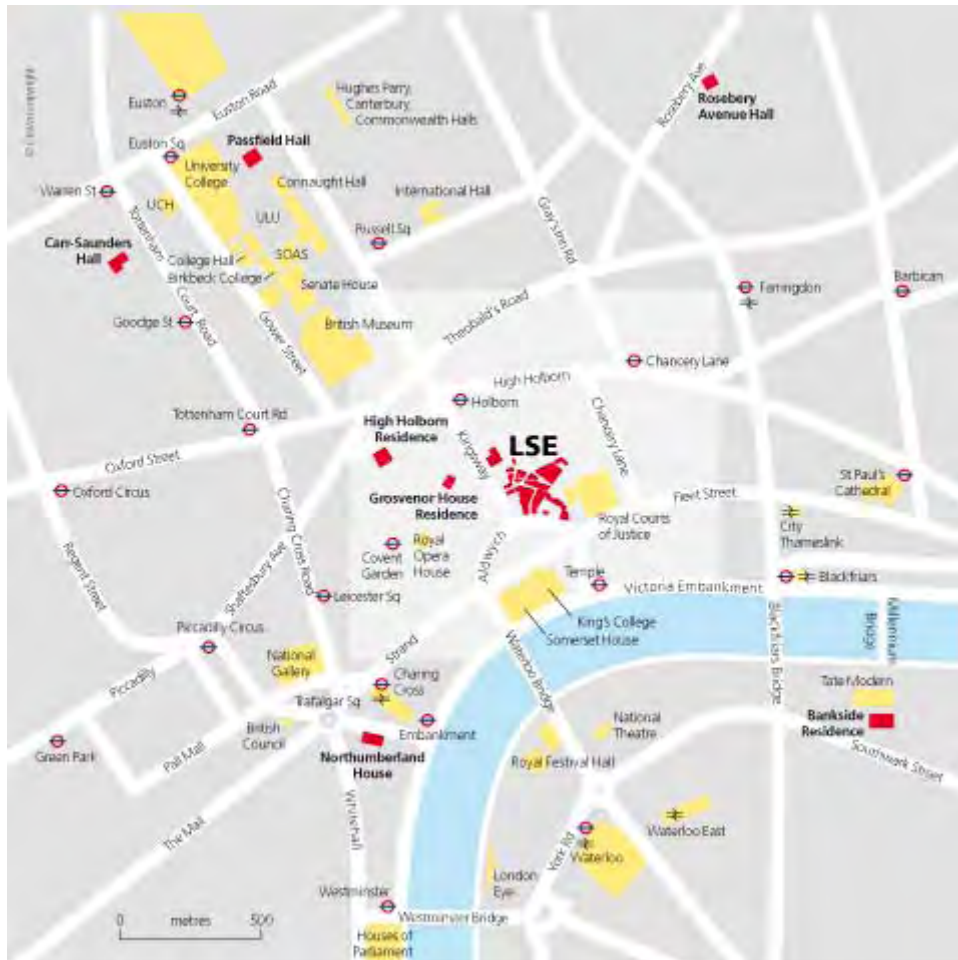 Euston
Euston Road
Hughes Parry,
Canterbury,
Commonwealth Halls
Rosebery Ave
Rosebery
Avenue Hall
Euston Sq
Passfield Hall
University
College
Connaught Hall
Warren St
UCH
ULU
International Hall
Gray's Inn Rd
Russell Sq
Tottenham
Court Road
Carr-Saunders
Hall
College Hall
Birkbeck College
SOAS
Senate House
Farringdon
Barbican
Goodge St
Gower Street
British Museum
Theobald's Road
Chancery Lane
High Holborn
Holborn
Tottenham Court Rd
High Holborn
Residence
Kingsway
LSE
Chancery Lane
Oxford Street
Oxford Circus
Grosvenor House
Residence
St Paul's
Cathedral
Fleet Street
Royal Courts
of Justice
City
Thameslink
Charing Cross Road
Regent Street
Shaftesbury Ave
Covent
Garden
Royal
Opera
House
Aldwych
Temple
Victoria Embankment
Blackfriars
Leicester Sq
King's College
Somerset House
Blackfriars Bridge
Millennium
Bridge
Piccadilly Circus
National
Gallery
Strand
Waterloo Bridge
Piccadilly
Trafalgar Sq
Charing
Cross
Tate Modern
Bankside
Residence
Green Park
Pall Mall
British
Council
Embankment
National
Theatre
Northumberland
House
Royal Festival Hall
Southwark Street
The Mall
Whitehall
Waterloo East
York Rd
Waterloo
London
Eye
Westminster
Westminster Bridge
Houses of
Parliament
0 metres 500